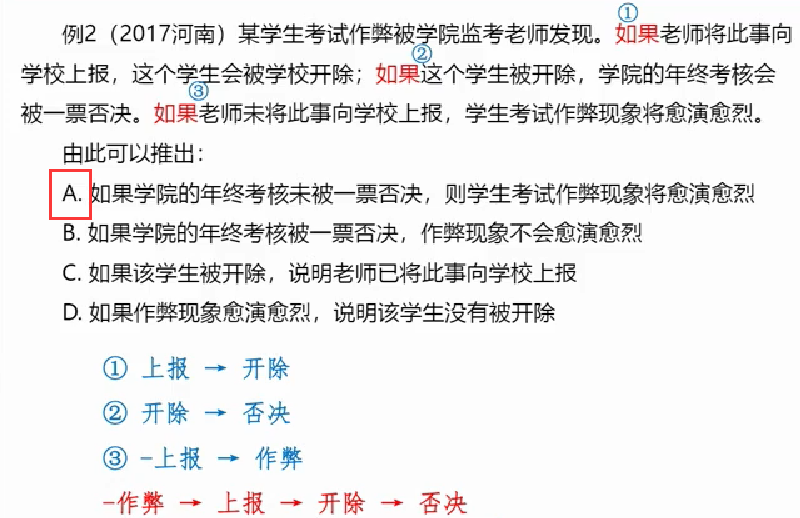 ①
例2（2017河南）某学生考试作弊被学院监考老师发现。如果老师将此事向
②
学校上报，这个学生会被学校开除；如果这个学生被开除，学院的年终考核会
③
被一票否决。如果老师未将此事向学校上报，学生考试作弊现象将愈演愈烈。
由此可以推出：
A. 如果学院的年终考核未被一票否决，则学生考试作弊现象将愈演愈烈
B. 如果学院的年终考核被一票否决，作弊现象不会愈演愈烈
C. 如果该学生被开除，说明老师已将此事向学校上报
D. 如果作弊现象愈演愈烈，说明该学生没有被开除
① 上报 → 开除
② 开除 → 否决
③ -上报 → 作弊
-作弊 → 上报 → 开除 → 否决